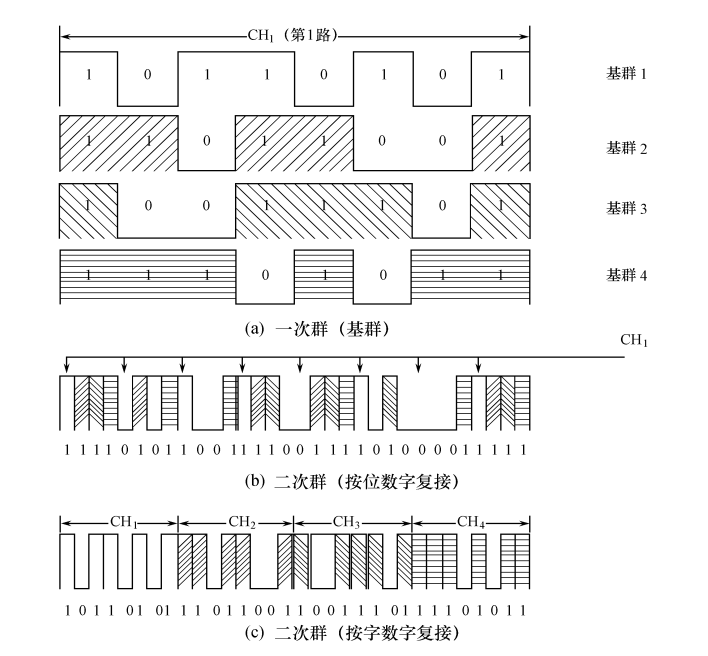 CH₁（第1路）
1 0 1 1 0 1 0 1 基群 1
1 1 0 1 1 0 0 1 基群 2
1 0 0 1 1 1 0 1 基群 3
1 1 1 0 1 0 1 1 基群 4
(a) 一次群（基群）
CH₁
1 1 1 1 0 1 0 1 1 0 0 1 1 1 1 0 0 1 1 1 1 0 1 0 0 0 0 1 1 1 1 1
(b) 二次群（按位数字复接）
CH₁ CH₂ CH₃ CH₄
1 0 1 1 0 1 0 1 1 1 0 1 1 0 0 1 1 0 0 1 1 1 0 1 1 1 1 0 1 0 1 1
(c) 二次群（按字数字复接）